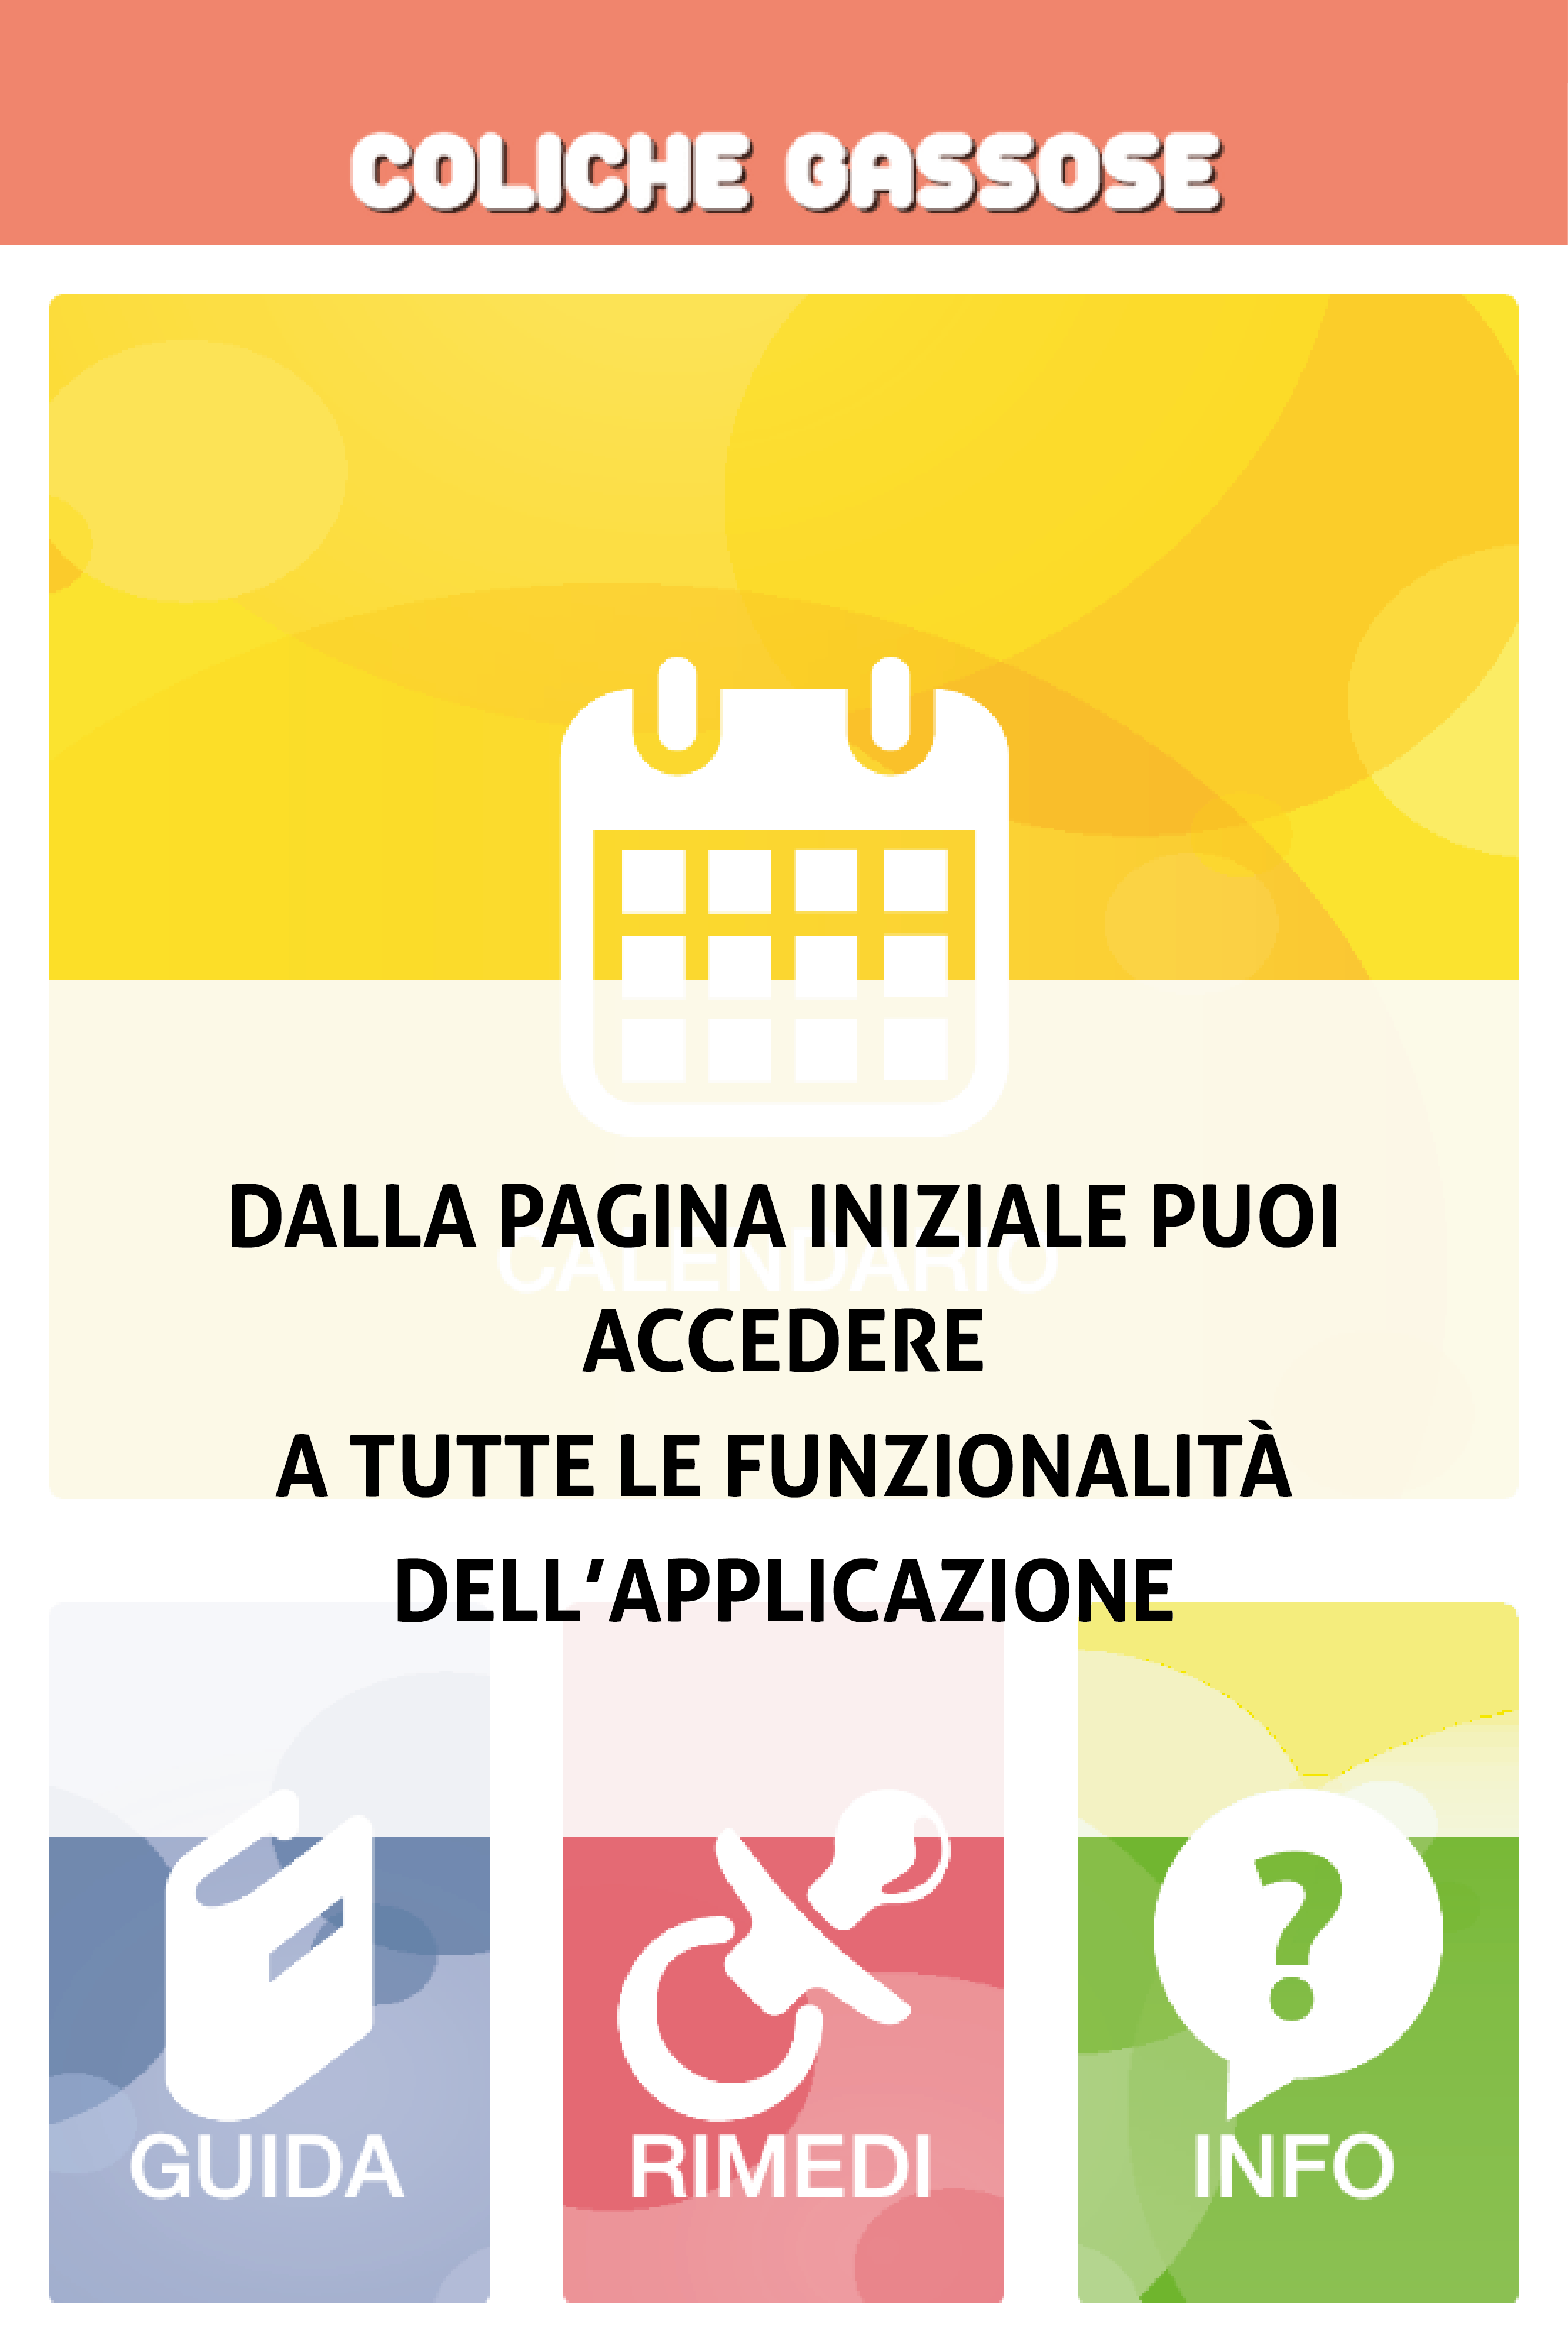 COLICHE GASSOSE
DALLA PAGINA INIZIALE PUOI
CALENDARIO
ACCEDERE
A TUTTE LE FUNZIONALITÀ
DELL'APPLICAZIONE
?
GUIDA
RIMEDI
INFO